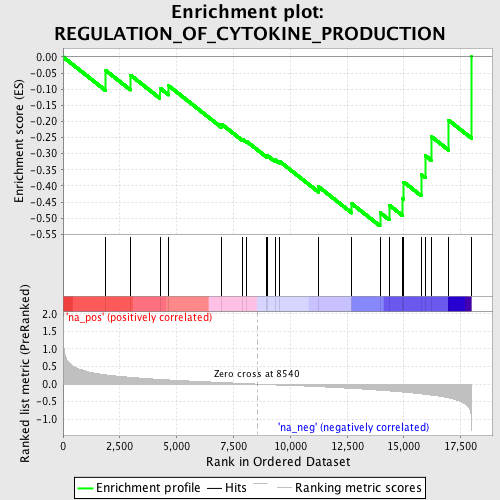 Enrichment plot:
REGULATION_OF_CYTOKINE_PRODUCTION
Enrichment score (ES)
0.00
-0.05
-0.10
-0.15
-0.20
-0.25
-0.30
-0.35
-0.40
-0.45
-0.50
-0.55
'na_pos' (positively correlated)
Ranked list metric (PreRanked)
2.0
1.5
1.0
0.5
0.0
-0.5
-1.0
Zero cross at 8540
'na_neg' (negatively correlated)
0
2,500
5,000
7,500
10,000
12,500
15,000
17,500
Rank in Ordered Dataset
Enrichment profile
Hits
Ranking metric scores